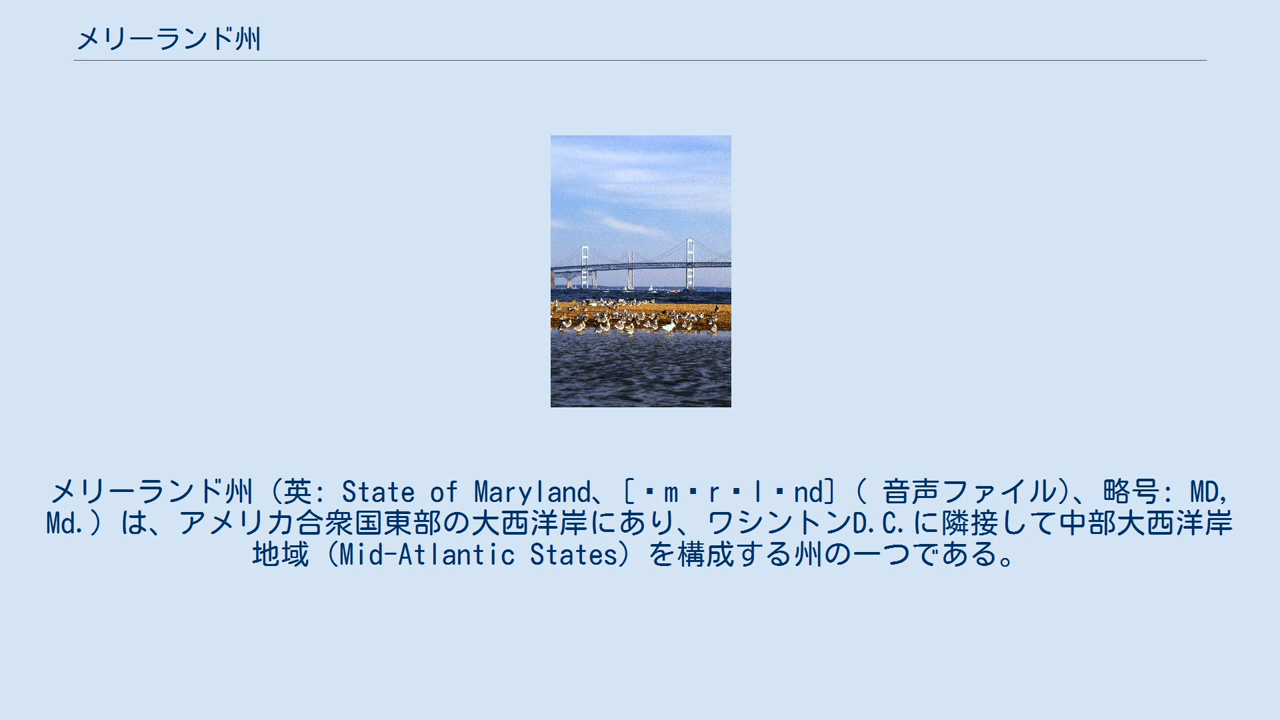 メリーランド州
メリーランド州（英: State of Maryland、[▪m▪r▪l▪nd]（ 音声ファイル)、略号: MD,
Md.）は、アメリカ合衆国東部の大西洋岸にあり、ワシントンD.C.に隣接して中部大西洋岸
地域（Mid-Atlantic States）を構成する州の一つである。